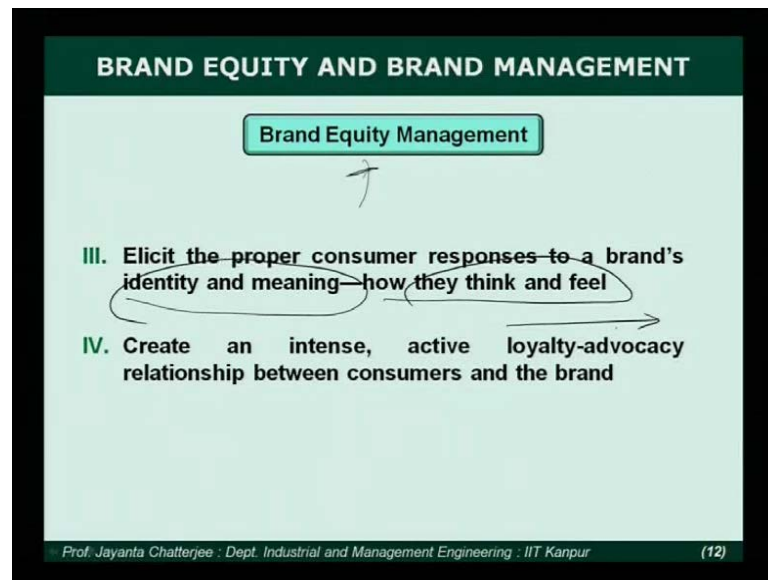 BRAND EQUITY AND BRAND MANAGEMENT
Brand Equity Management
III. Elicit the proper consumer responses to a brand's
identity and meaning—how they think and feel
IV. Create an intense, active loyalty-advocacy
relationship between consumers and the brand
Prof. Jayanta Chatterjee : Dept. Industrial and Management Engineering : IIT Kanpur (12)